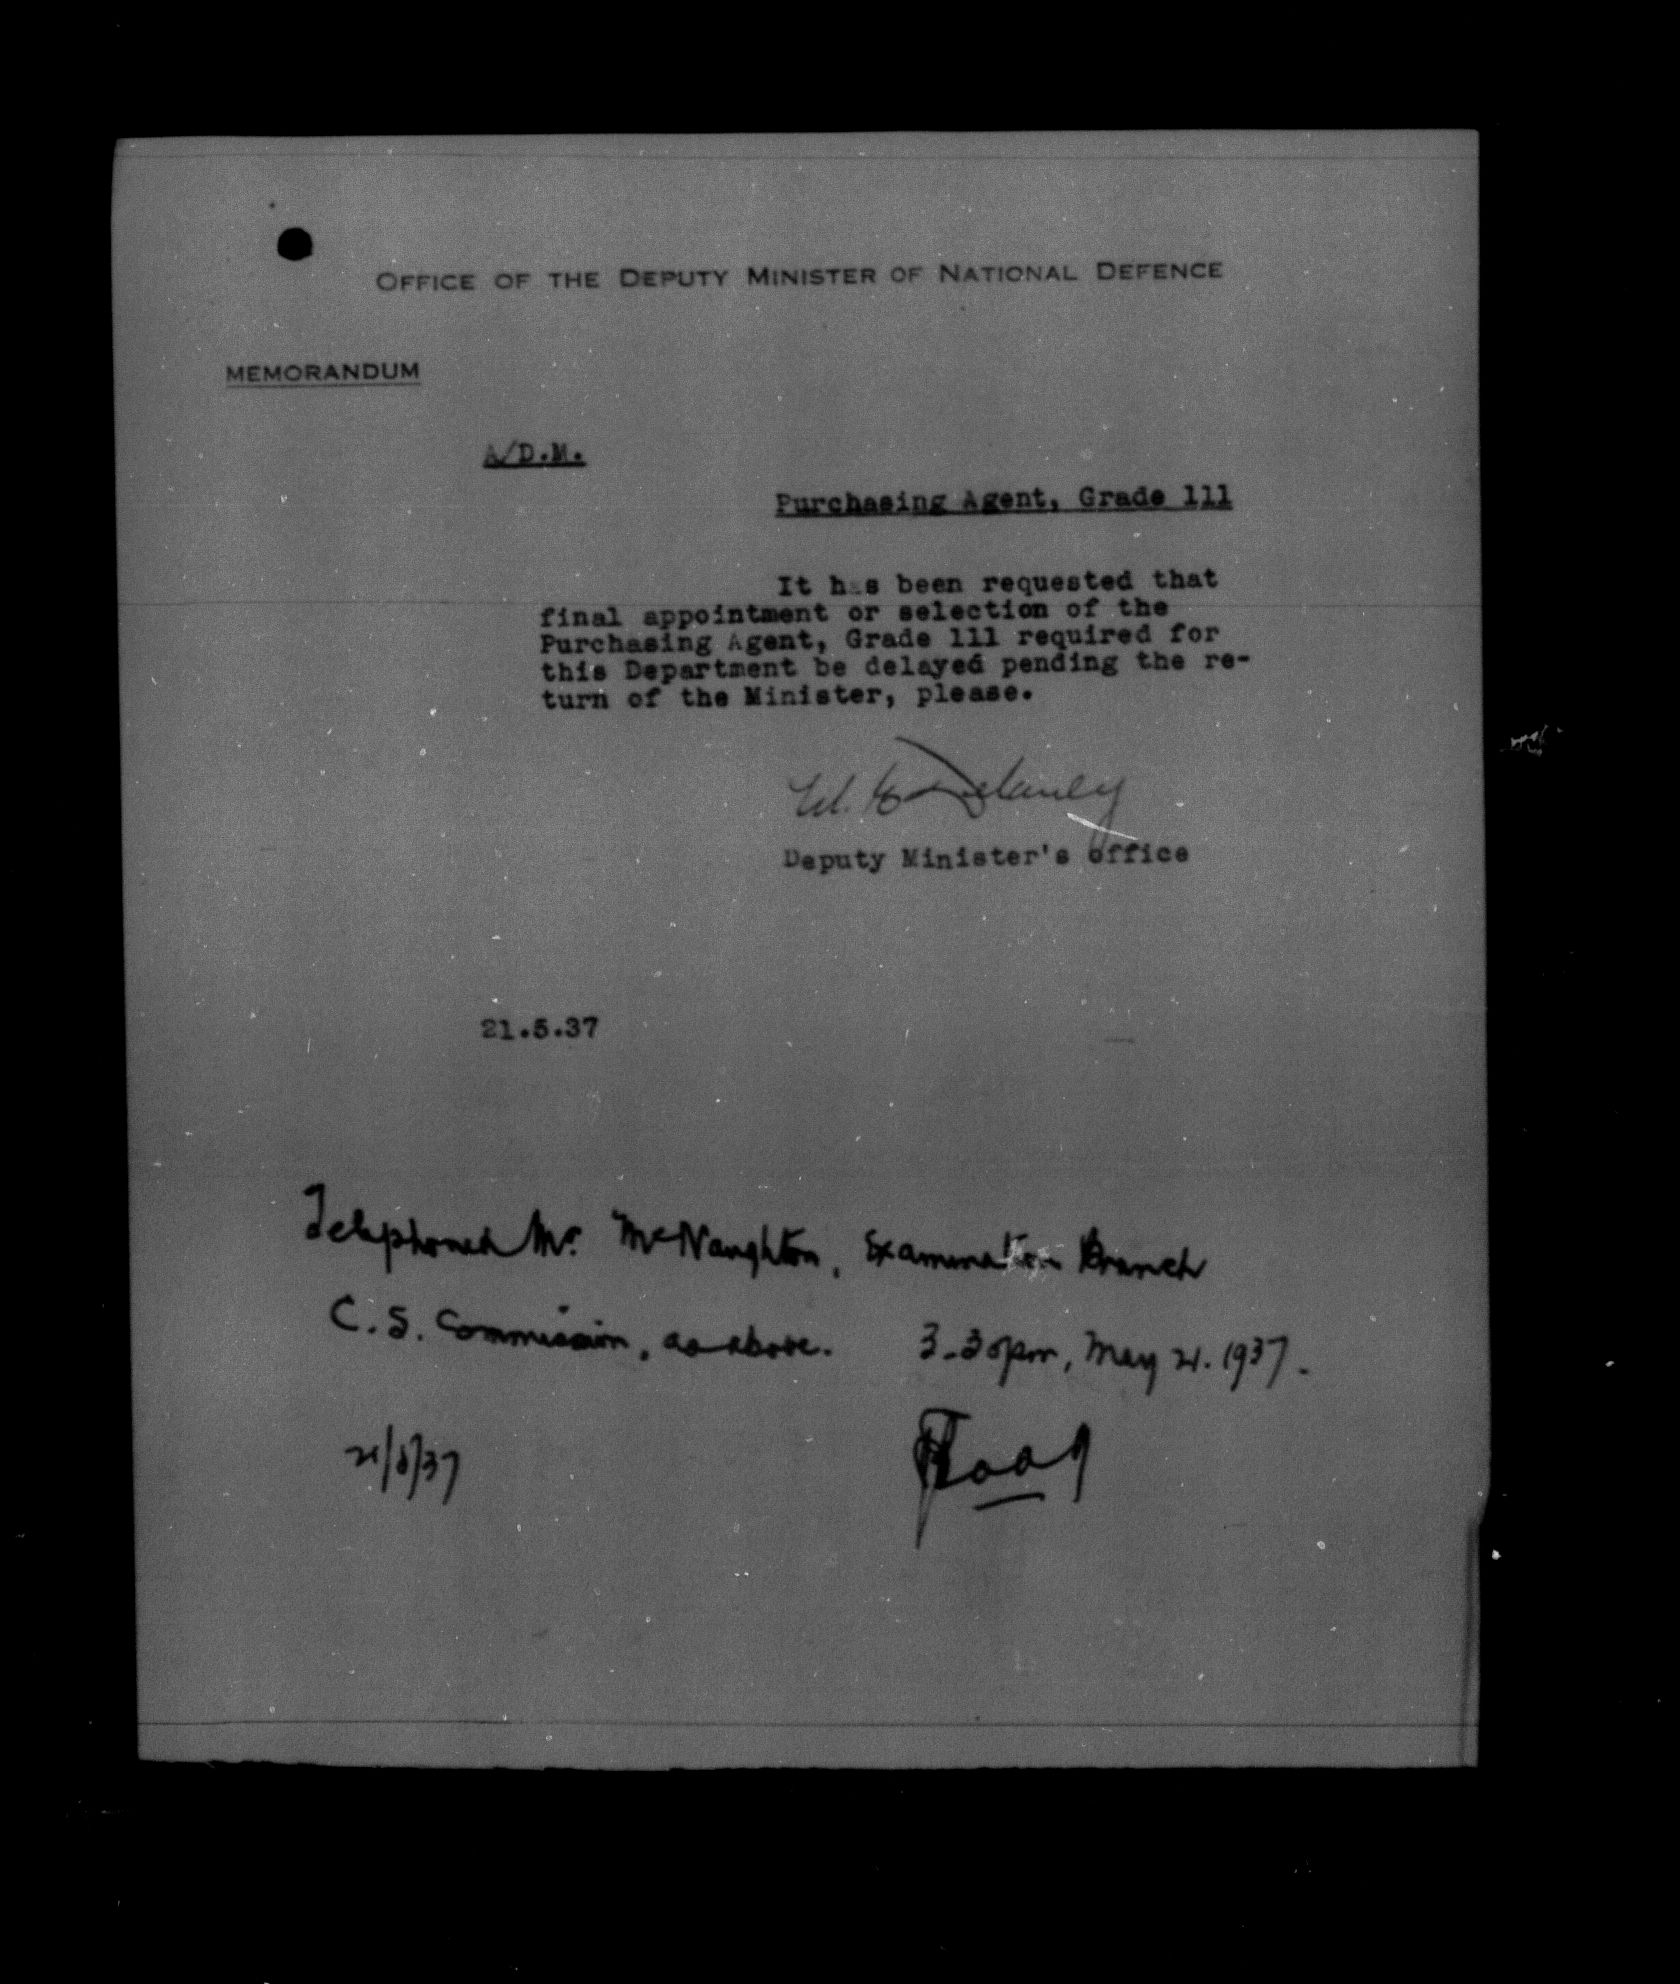 OFFICE OF THE DEPUTY MINISTER OF NATIONAL DEFENCE
MEMORANDUM
A/D.M.
Purchasing Agent, Grade 111
It has been requested that
final appointment or selection of the
Purchasing Agent, Grade 111 required for
this Department be delayed pending the re-
turn of the Minister, please.
Deputy Minister's office
21.5.37
Telephoned Mr. McNaughton, Examination Branch
C.S. Commission, as above. 3.30pm, May 21. 1937.
21/5/37